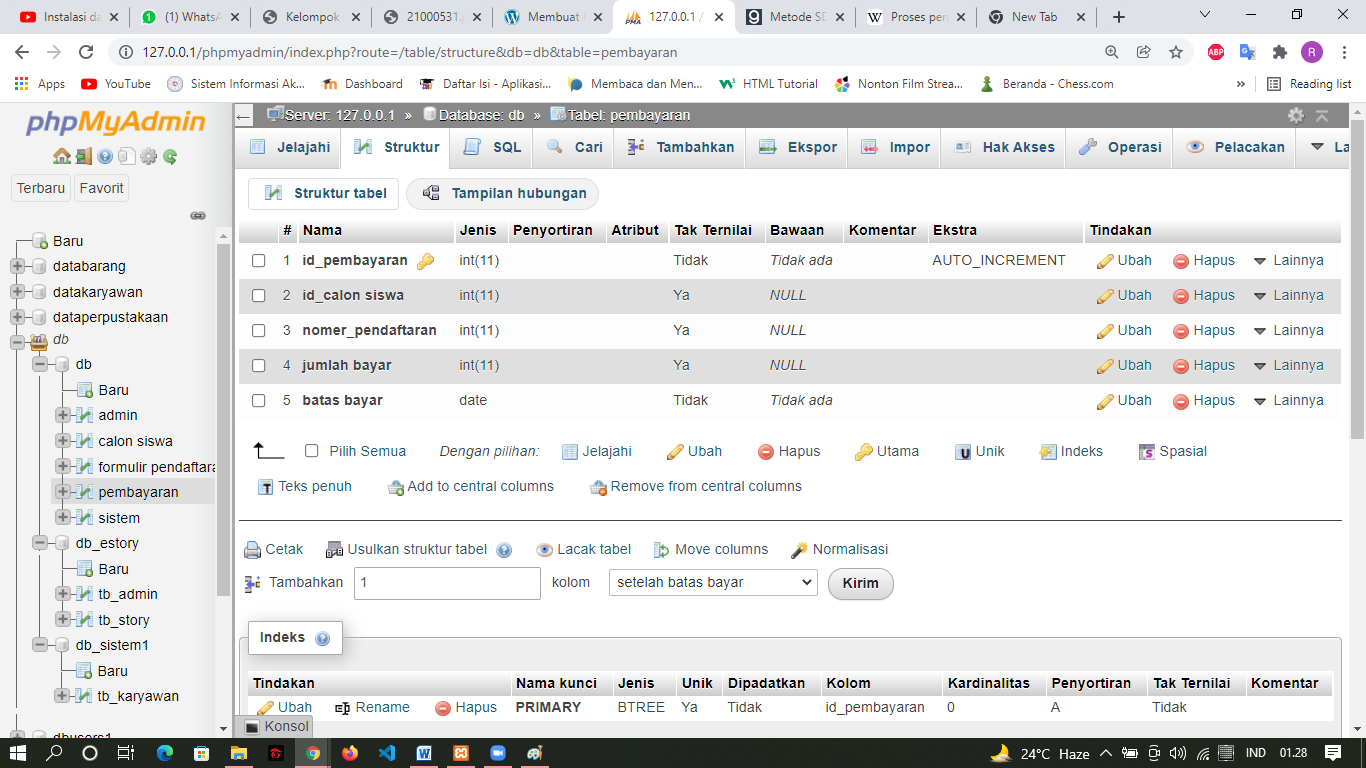 Instalasi da
(1) WhatsA
Kelompok
21000531.p
Membuat
127.0.0.1 /
Metode SD
Proses pen
New Tab
127.0.0.1/phpmyadmin/index.php?route=/table/structure&db=db&table=pembayaran
ABP
R
Apps
YouTube
Sistem Informasi Ak...
Dashboard
Daftar Isi - Aplikasi...
Membaca dan Men...
HTML Tutorial
Nonton Film Strea...
Beranda - Chess.com
»
Reading list
phpMyAdmin
Terbaru Favorit
Baru
databarang
datakaryawan
dataperpustakaan
db
db
Baru
admin
calon siswa
formulir pendaftara
pembayaran
sistem
db_estory
Baru
tb_admin
tb_story
db_sistem1
Baru
tb_karyawan
dbusers1
Server: 127.0.0.1 » Database: db » Tabel: pembayaran
Jelajahi Struktur SQL Cari Tambahkan Ekspor Impor Hak Akses Operasi Pelacakan La
Struktur tabel Tampilan hubungan
# Nama Jenis Penyortiran Atribut Tak Ternilai Bawaan Komentar Ekstra Tindakan
1 id_pembayaran int(11) Tidak Tidak ada AUTO_INCREMENT Ubah Hapus Lainnya
2 id_calon siswa int(11) Ya NULL Ubah Hapus Lainnya
3 nomer_pendaftaran int(11) Ya NULL Ubah Hapus Lainnya
4 jumlah bayar int(11) Ya NULL Ubah Hapus Lainnya
5 batas bayar date Tidak Tidak ada Ubah Hapus Lainnya
Pilih Semua Dengan pilihan: Jelajahi Ubah Hapus Utama Unik Indeks Spasial
Teks penuh Add to central columns Remove from central columns
Cetak Usulkan struktur tabel Lacak tabel Move columns Normalisasi
Tambahkan 1 kolom setelah batas bayar Kirim
Indeks
Tindakan Nama kunci Jenis Unik Dipadatkan Kolom Kardinalitas Penyortiran Tak Ternilai Komentar
Ubah Rename Hapus PRIMARY BTREE Ya Tidak id_pembayaran 0 A Tidak
Konsol
24°C Haze IND 01.28